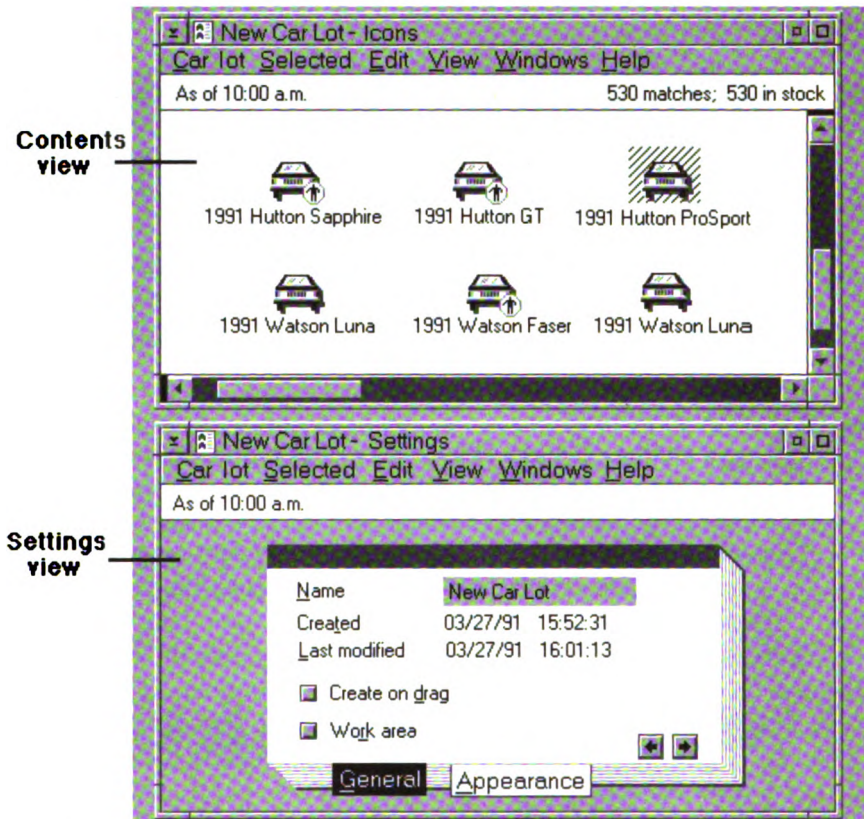 New Car Lot - Icons
Car lot Selected Edit View Windows Help
As of 10:00 a.m. 530 matches; 530 in stock
Contents view
1991 Hutton Sapphire 1991 Hutton GT 1991 Hutton ProSport
1991 Watson Luna 1991 Watson Faser 1991 Watson Luna
New Car Lot - Settings
Car lot Selected Edit View Windows Help
As of 10:00 a.m.
Settings view
Name New Car Lot
Created 03/27/91 15:52:31
Last modified 03/27/91 16:01:13
Create on drag
Work area
General Appearance